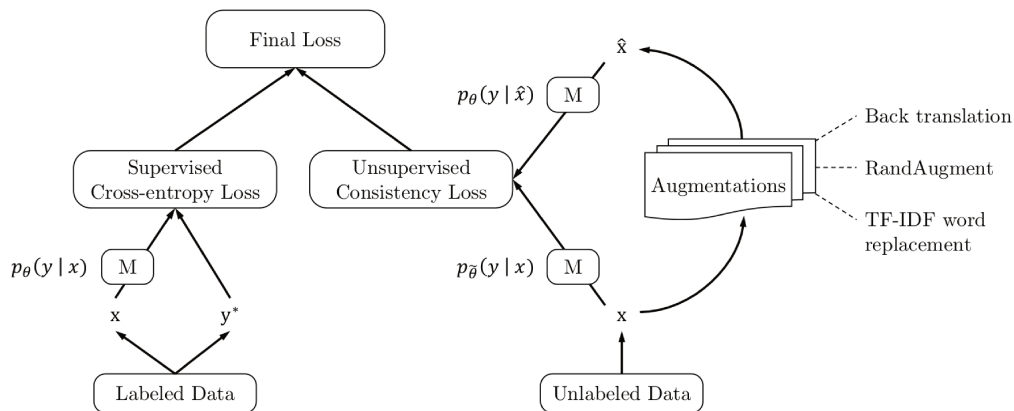 Final Loss
x̂
p_θ(y | x̂)
M
Back translation
Supervised
Cross-entropy Loss
Unsupervised
Consistency Loss
Augmentations
RandAugment
TF-IDF word
replacement
p_θ(y | x)
M
p_θ̃(y | x)
M
x
y*
x
Labeled Data
Unlabeled Data